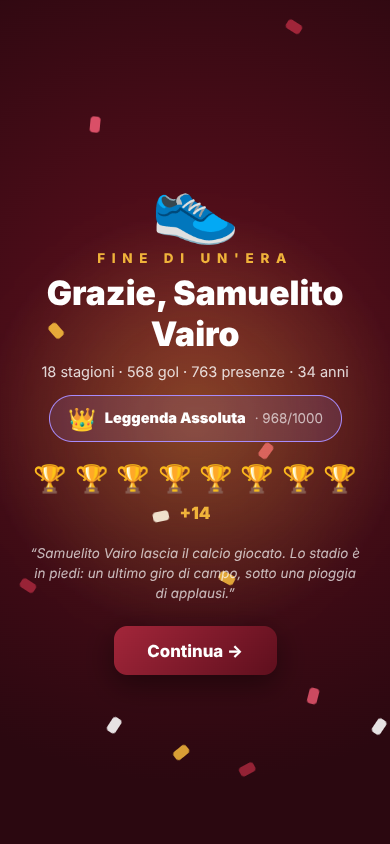 FINE DI UN'ERA
Grazie, Samuelito
Vairo
18 stagioni · 568 gol · 763 presenze · 34 anni
Leggenda Assoluta · 968/1000
+14
“Samuelito Vairo lascia il calcio giocato. Lo stadio è
in piedi: un ultimo giro di campo, sotto una pioggia
di applausi.”
Continua →